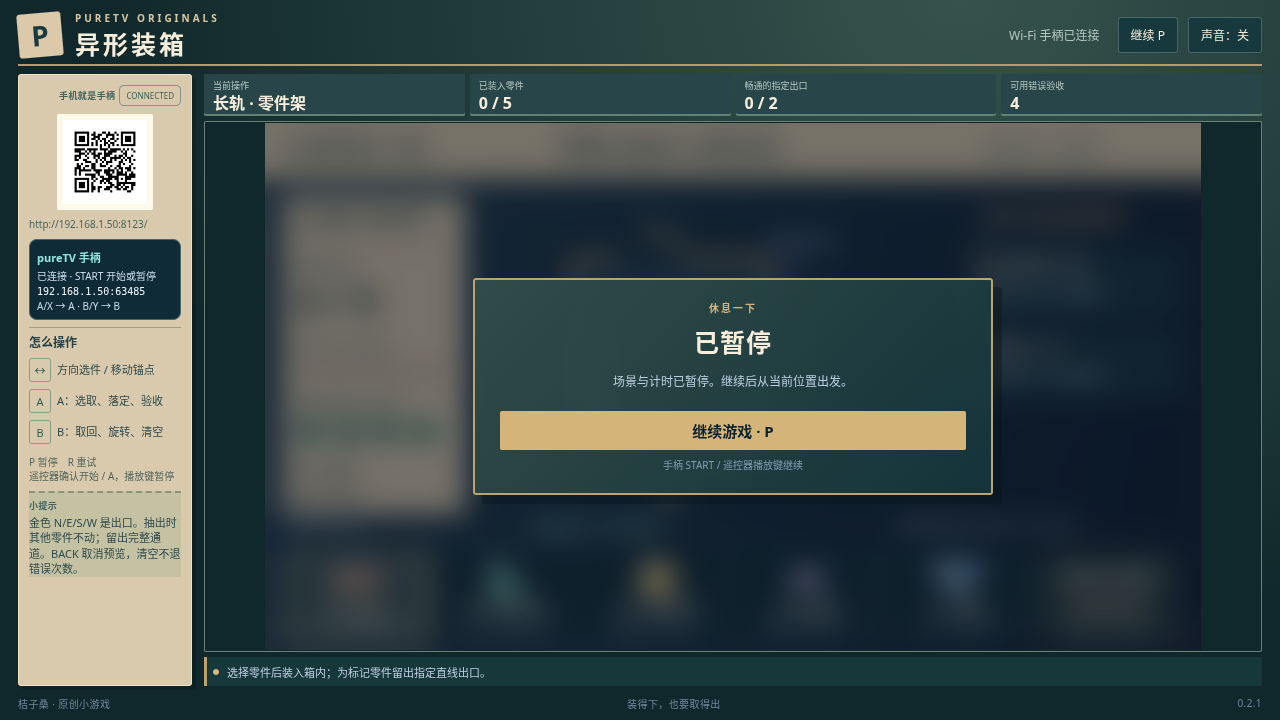 P
PURETV ORIGINALS
异形装箱
Wi-Fi 手柄已连接
继续 P
声音：关
手机就是手柄
CONNECTED
http://192.168.1.50:8123/
pureTV 手柄
已连接 · START 开始或暂停
192.168.1.50:63485
A/X → A · B/Y → B
怎么操作
↔ 方向选件 / 移动锚点
A A：选取、落定、验收
B B：取回、旋转、清空
P 暂停 R 重试
遥控器确认开始 / A，播放键暂停
小提示
金色 N/E/S/W 是出口。抽出时
其他零件不动；留出完整通
道。BACK 取消预览，清空不退
错误次数。
当前操作
长轨 · 零件架
已装入零件
0 / 5
畅通的指定出口
0 / 2
可用错误验收
4
休息一下
已暂停
场景与计时已暂停。继续后从当前位置出发。
继续游戏 · P
手柄 START / 遥控器播放键继续
选择零件后装入箱内；为标记零件留出指定直线出口。
桔子桑 · 原创小游戏
装得下，也要取得出
0.2.1